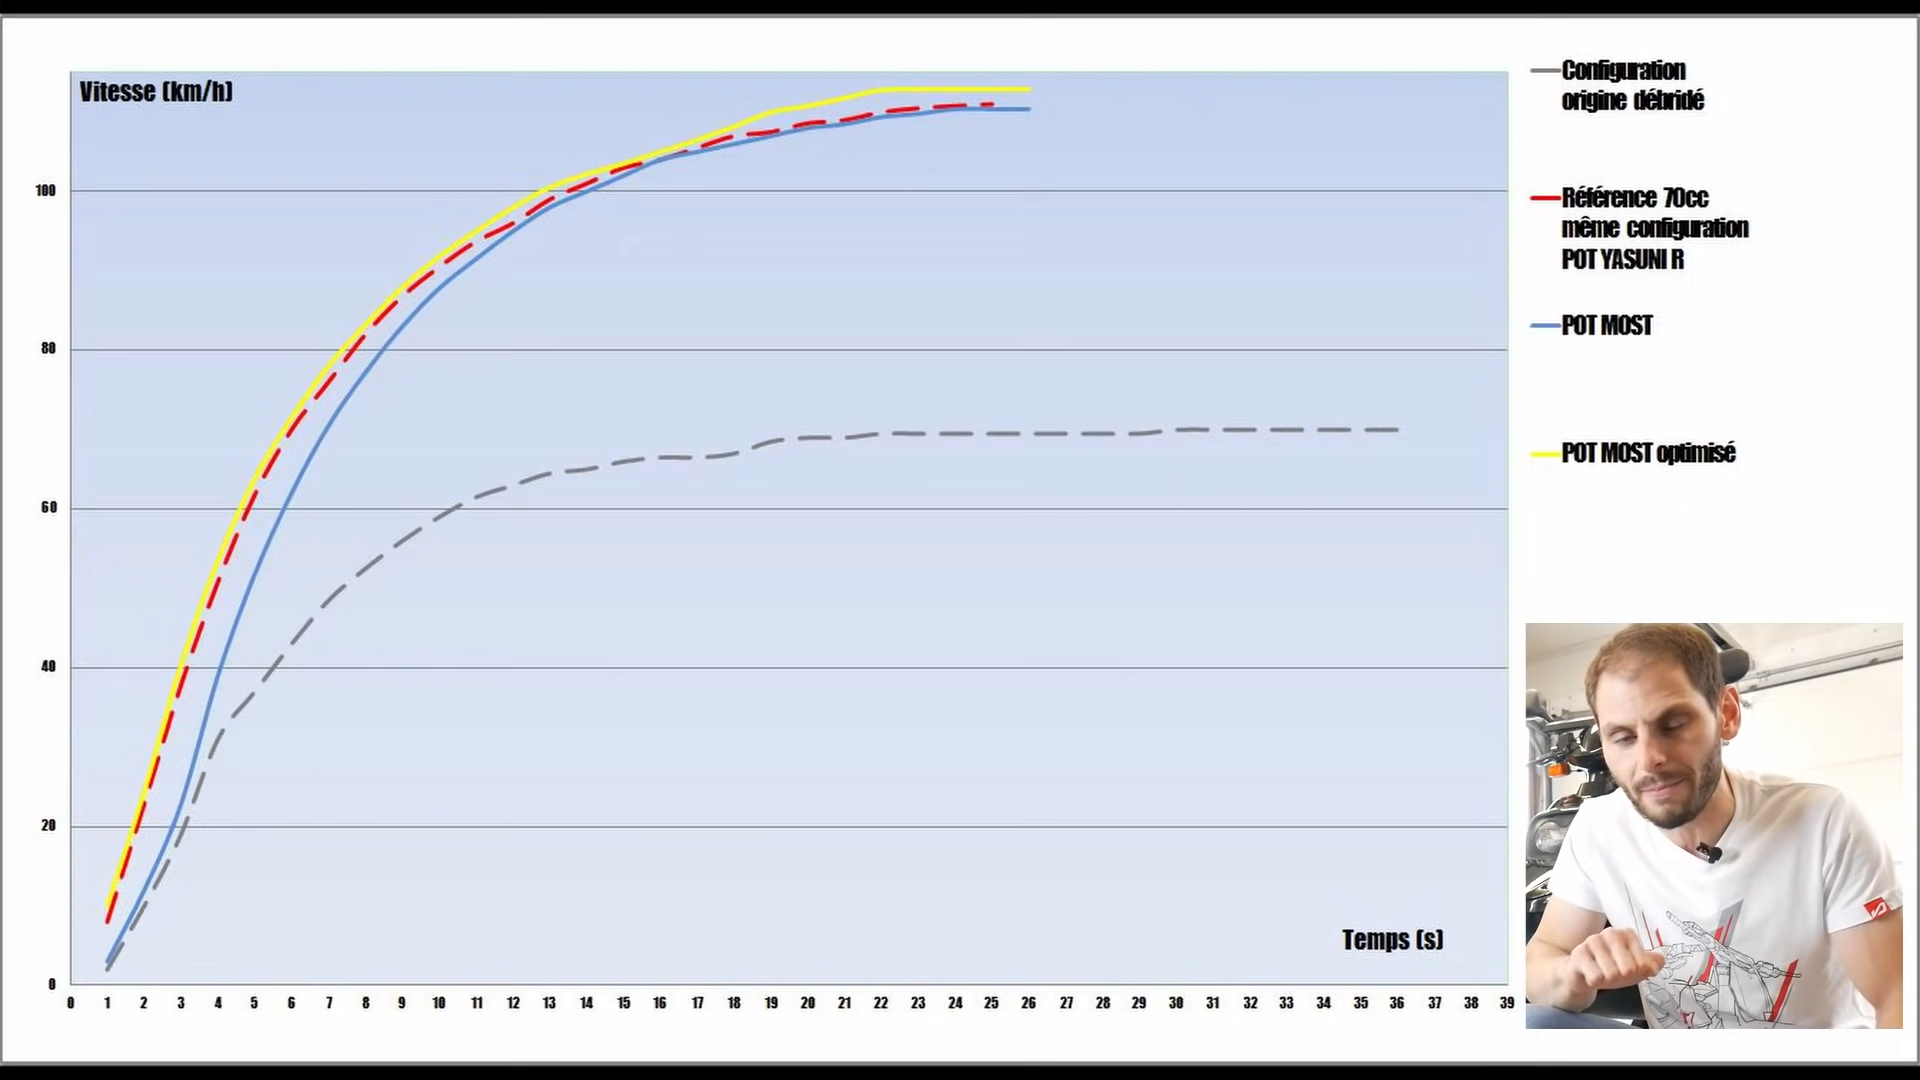 Vitesse (km/h)
100
80
60
40
20
0
0 1 2 3 4 5 6 7 8 9 10 11 12 13 14 15 16 17 18 19 20 21 22 23 24 25 26 27 28 29 30 31 32 33 34 35 36 37 38 39
Temps (s)
Configuration
origine débridé
Référence 70cc
même configuration
POT YASUNI R
POT MOST
POT MOST optimisé